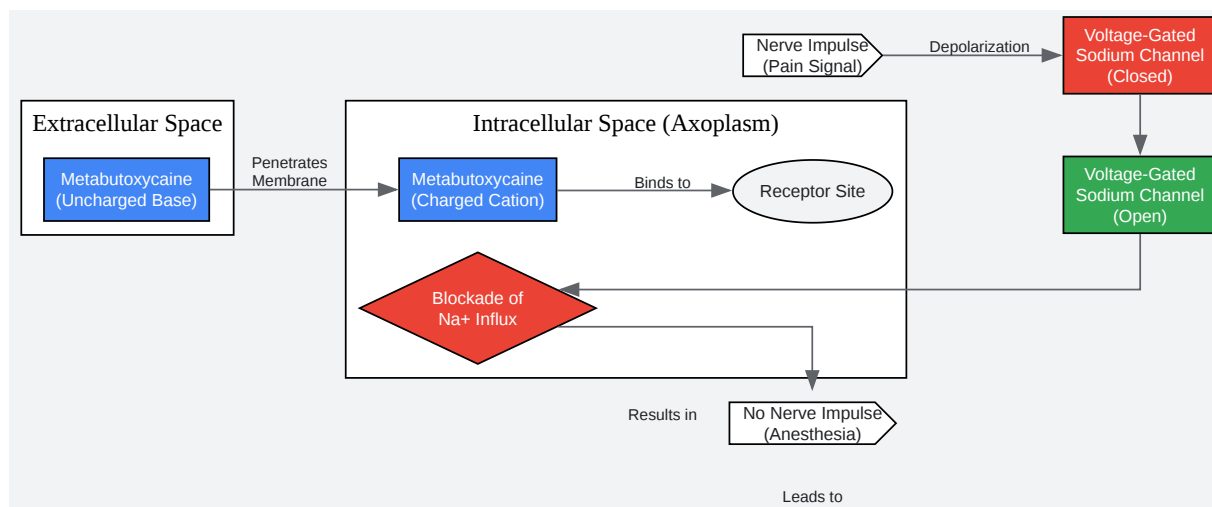 Nerve Impulse
(Pain Signal)
Depolarization
Voltage-Gated
Sodium Channel
(Closed)
Extracellular Space
Intracellular Space (Axoplasm)
Metabutoxycaine
(Uncharged Base)
Penetrates
Membrane
Metabutoxycaine
(Charged Cation)
Binds to
Receptor Site
Voltage-Gated
Sodium Channel
(Open)
Blockade of
Na+ Influx
Results in
No Nerve Impulse
(Anesthesia)
Leads to